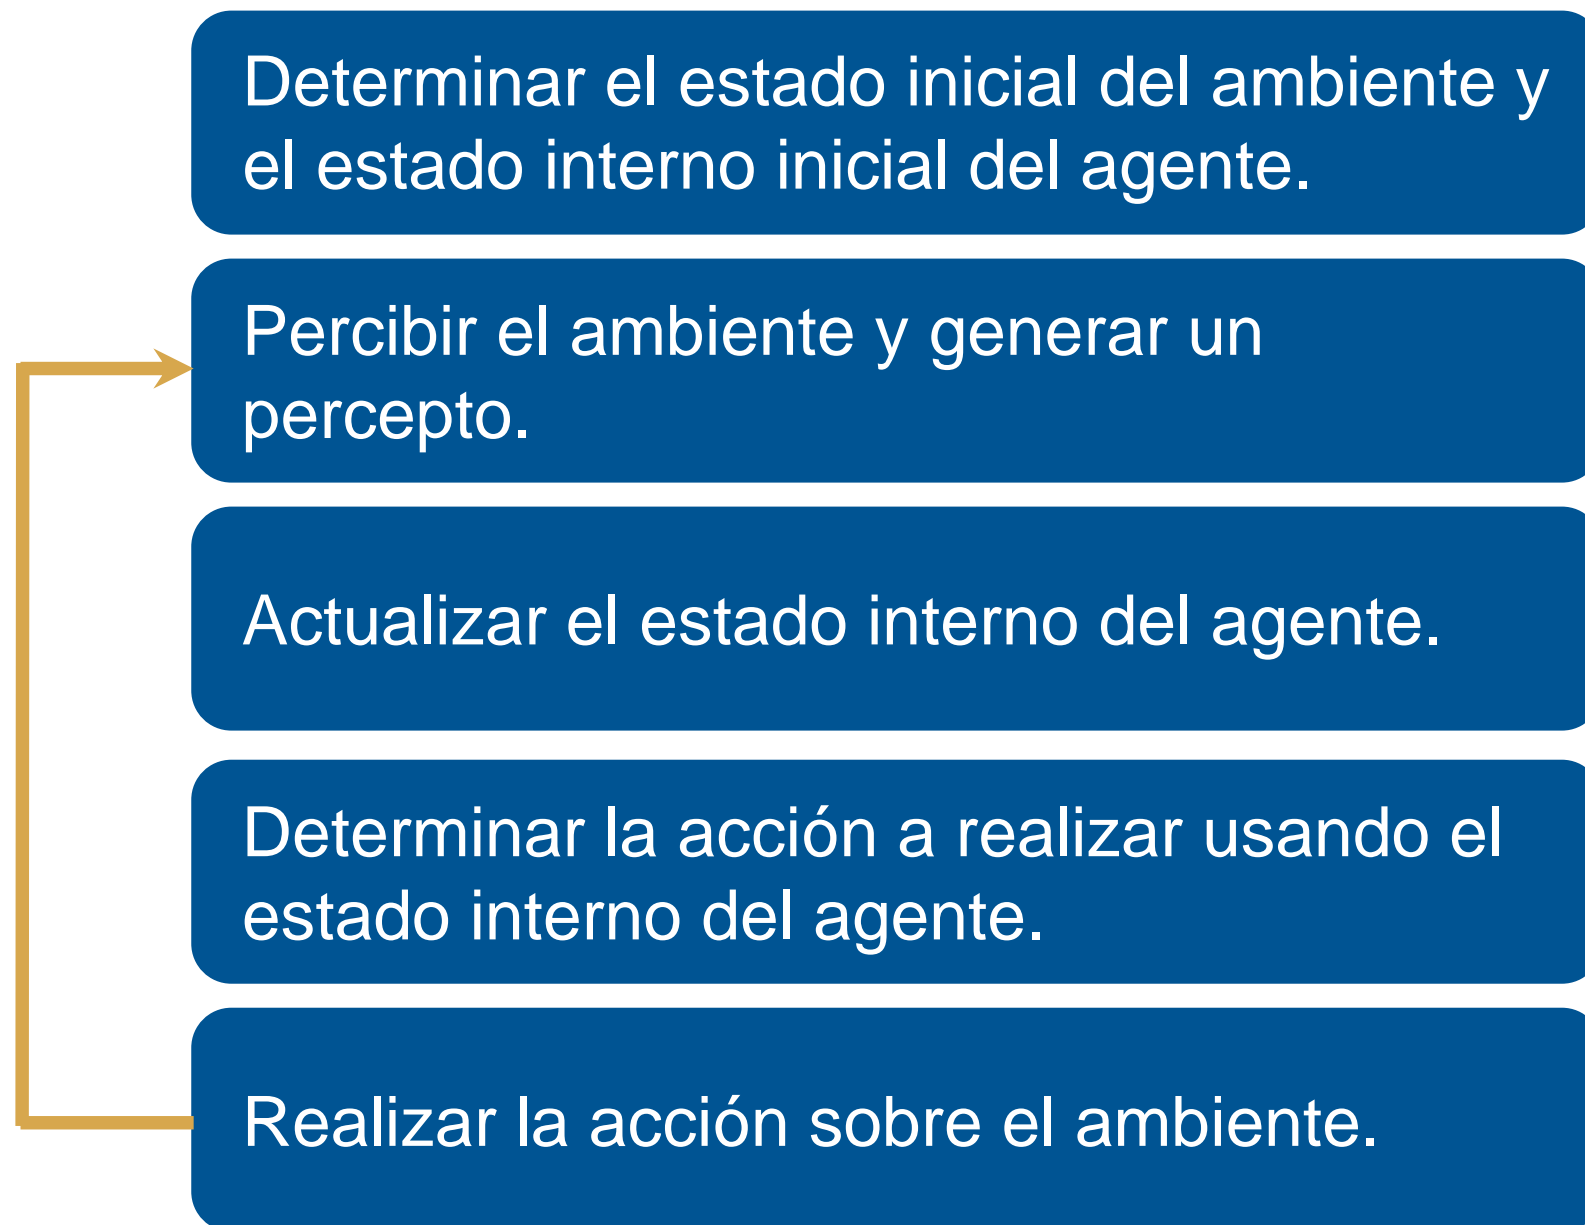 Determinar el estado inicial del ambiente y
el estado interno inicial del agente.
Percibir el ambiente y generar un
percepto.
Actualizar el estado interno del agente.
Determinar la acción a realizar usando el
estado interno del agente.
Realizar la acción sobre el ambiente.